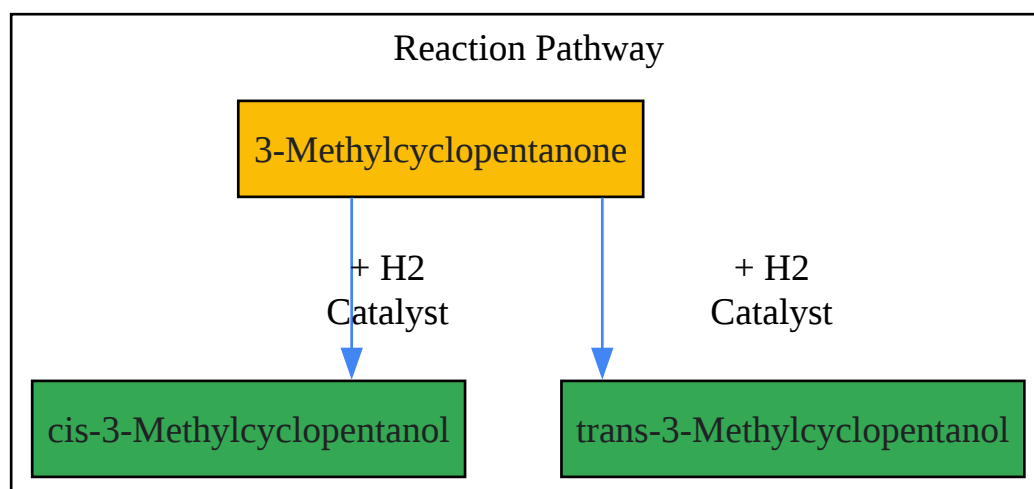 Reaction Pathway
3-Methylcyclopentanone
+ H2
Catalyst
+ H2
Catalyst
cis-3-Methylcyclopentanol
trans-3-Methylcyclopentanol